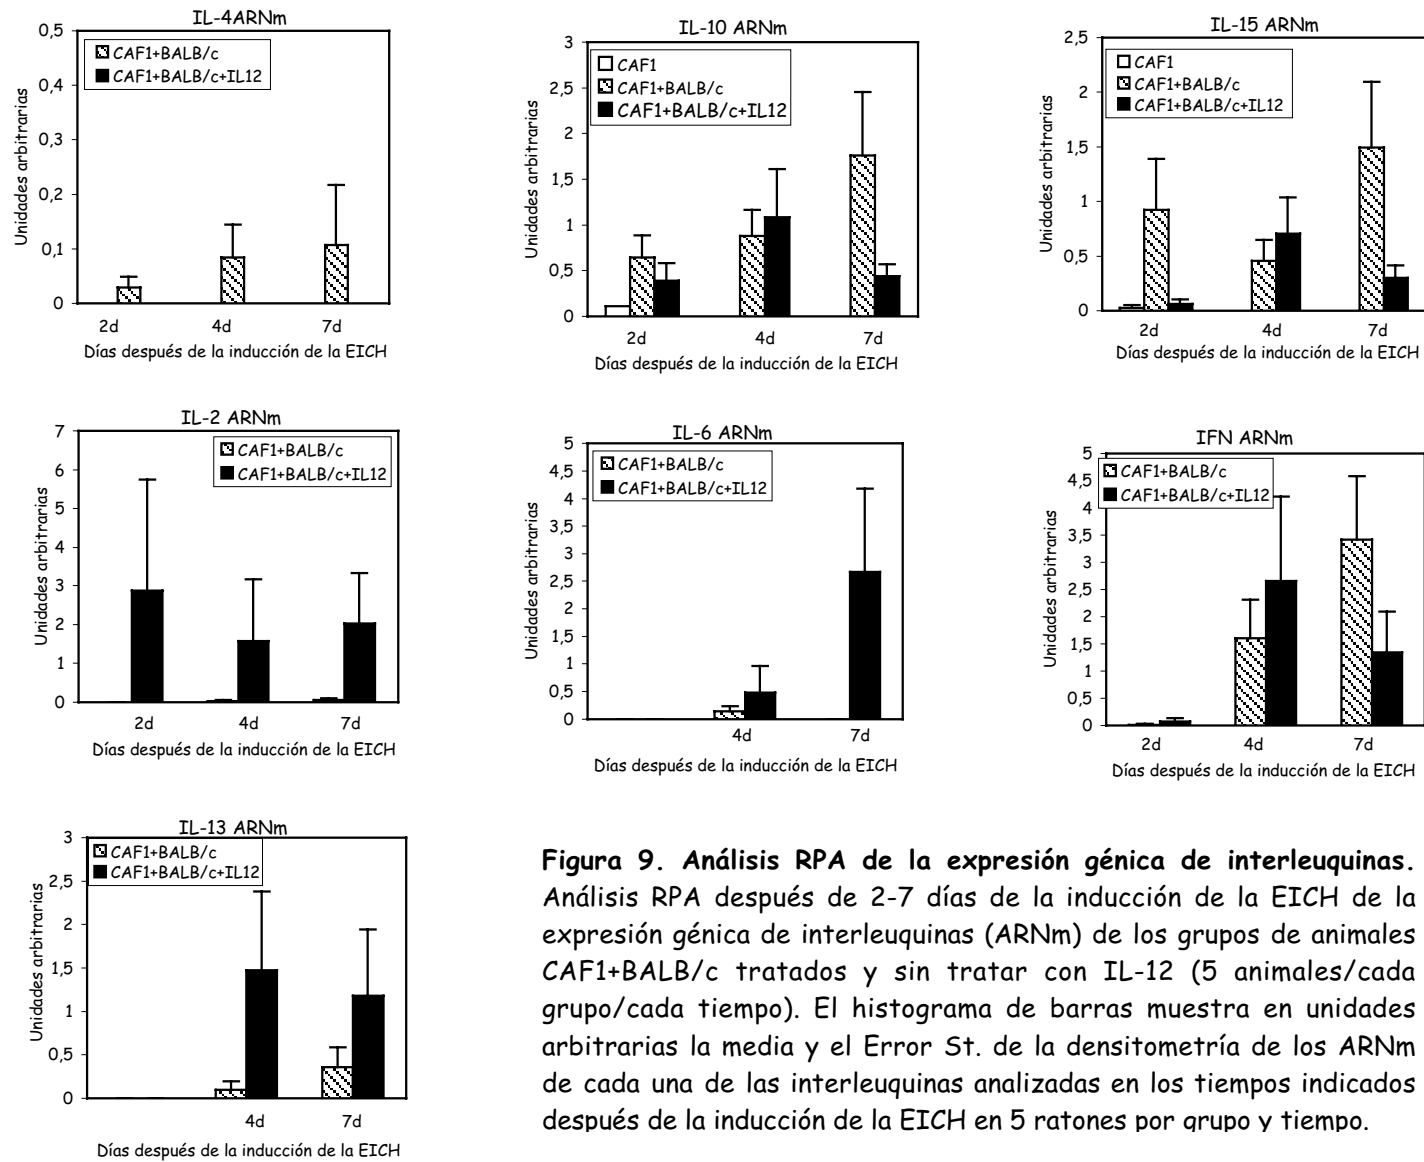 IL-4ARNm
0,5
0,4
0,3
0,2
0,1
0
Unidades arbitrarias
CAF1+BALB/c
CAF1+BALB/c+IL12
2d 4d 7d
Días después de la inducción de la EICH
IL-10 ARNm
3
2,5
2
1,5
1
0,5
0
Unidades arbitrarias
CAF1
CAF1+BALB/c
CAF1+BALB/c+IL12
2d 4d 7d
Días después de la inducción de la EICH
IL-15 ARNm
2,5
2
1,5
1
0,5
0
Unidades arbitrarias
CAF1
CAF1+BALB/c
CAF1+BALB/c+IL12
2d 4d 7d
Días después de la inducción de la EICH
IL-2 ARNm
7
6
5
4
3
2
1
0
Unidades arbitrarias
CAF1+BALB/c
CAF1+BALB/c+IL12
2d 4d 7d
Días después de la inducción de la EICH
IL-6 ARNm
5
4,5
4
3,5
3
2,5
2
1,5
1
0,5
0
Unidades arbitrarias
CAF1+BALB/c
CAF1+BALB/c+IL12
4d 7d
Días después de la inducción de la EICH
IFN ARNm
5
4,5
4
3,5
3
2,5
2
1,5
1
0,5
0
Unidades arbitrarias
CAF1+BALB/c
CAF1+BALB/c+IL12
2d 4d 7d
Días después de la inducción de la EICH
IL-13 ARNm
3
2,5
2
1,5
1
0,5
0
Unidades arbitrarias
CAF1+BALB/c
CAF1+BALB/c+IL12
4d 7d
Días después de la inducción de la EICH
Figura 9. Análisis RPA de la expresión génica de interleuquinas.
Análisis RPA después de 2-7 días de la inducción de la EICH de la
expresión génica de interleuquinas (ARNm) de los grupos de animales
CAF1+BALB/c tratados y sin tratar con IL-12 (5 animales/cada
grupo/cada tiempo). El histograma de barras muestra en unidades
arbitrarias la media y el Error St. de la densitometría de los ARNm
de cada una de las interleuquinas analizadas en los tiempos indicados
después de la inducción de la EICH en 5 ratones por grupo y tiempo.